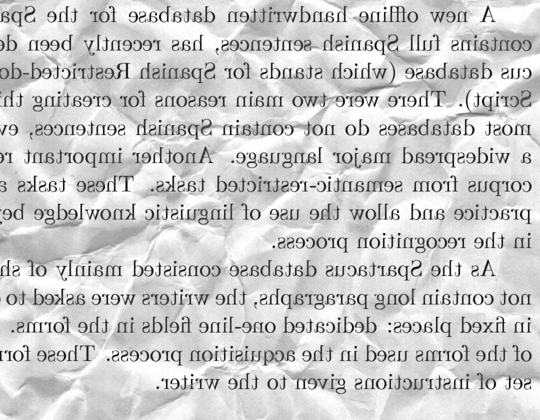 A new offline handwritten database for the Spa
contains full Spanish sentences, has recently been de
cus database (which stands for Spanish Restricted-do
Script). There were two main reasons for creating thi
most databases do not contain Spanish sentences, ev
a widespread major language. Another important re
corpus from semantic-restricted tasks. These tasks a
practice and allow the use of linguistic knowledge bey
in the recognition process.
As the Spartacus database consisted mainly of sh
not contain long paragraphs, the writers were asked to c
in fixed places: dedicated one-line fields in the forms.
of the forms used in the acquisition process. These for
set of instructions given to the writer.